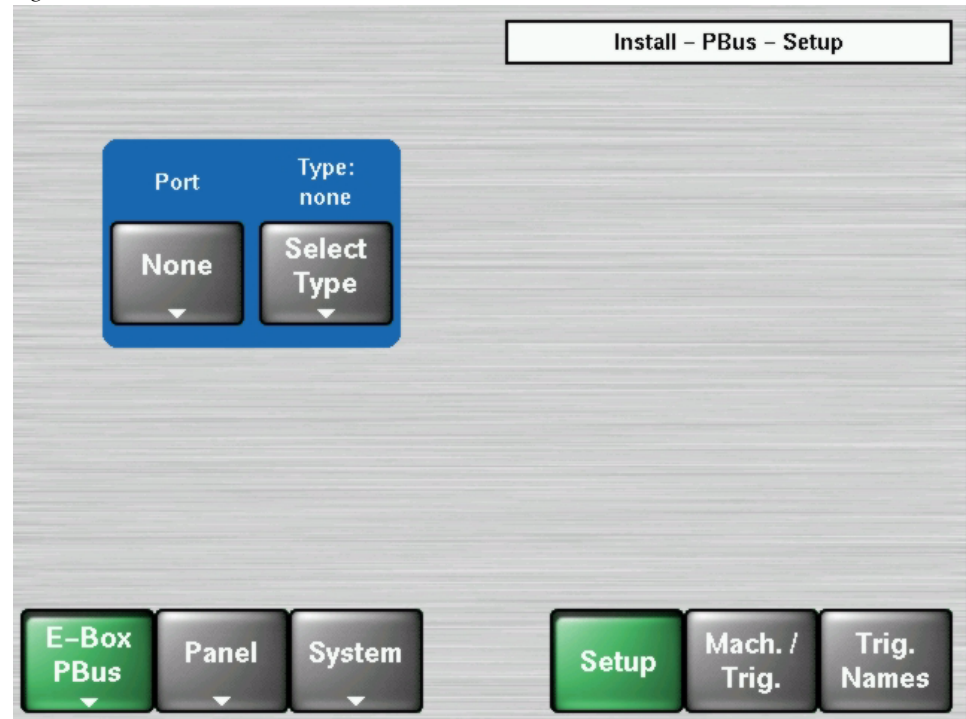 Install – PBus – Setup
Port
Type:
none
None
Select
Type
E–Box
PBus
Panel
System
Setup
Mach. /
Trig.
Trig.
Names